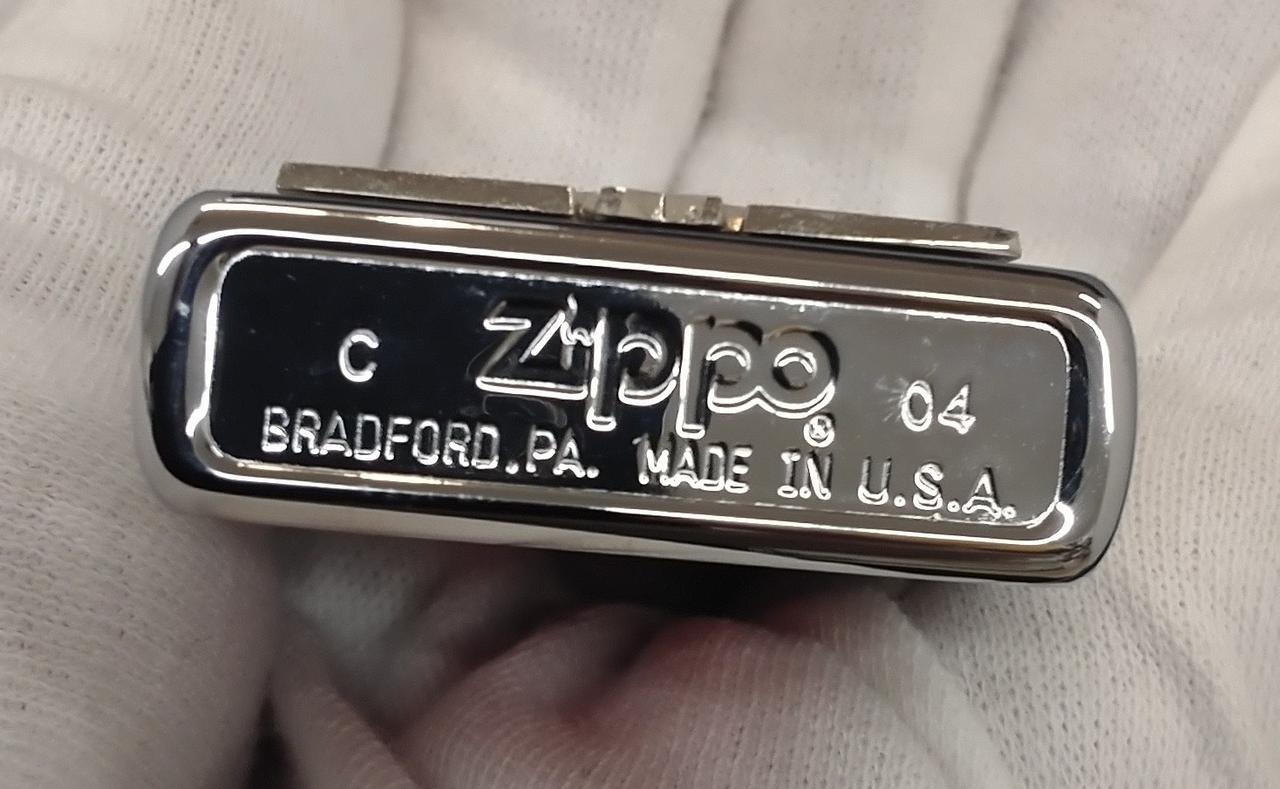 C Zippo ® 04
BRADFORD,PA. MADE IN U.S.A.